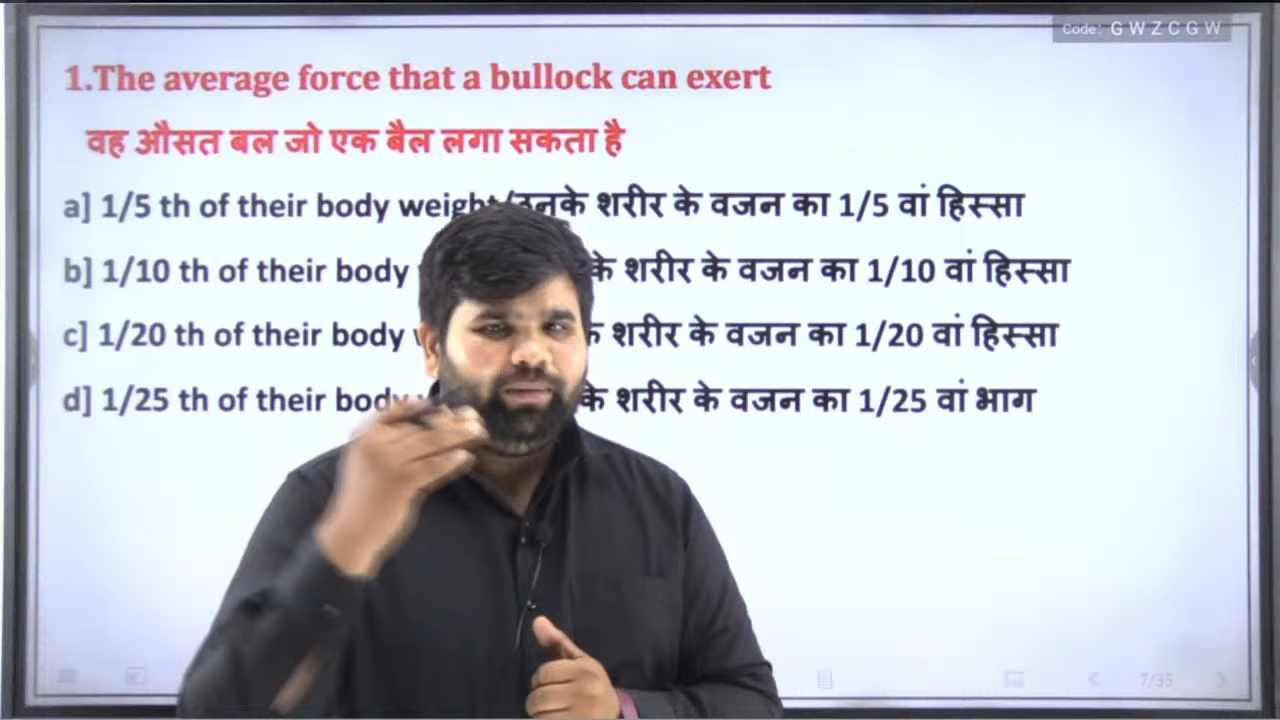 Code: G W Z C G W
1.The average force that a bullock can exert
वह औसत बल जो एक बैल लगा सकता है
a] 1/5 th of their body weight/उनके शरीर के वजन का 1/5 वां हिस्सा
b] 1/10 th of their body के शरीर के वजन का 1/10 वां हिस्सा
c] 1/20 th of their body शरीर के वजन का 1/20 वां हिस्सा
d] 1/25 th of their body के शरीर के वजन का 1/25 वां भाग
7/35